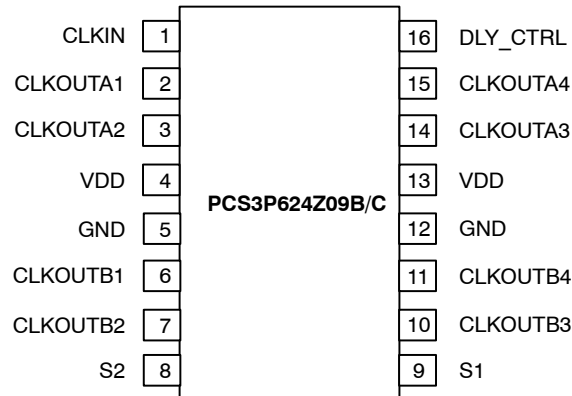 CLKIN 1 16 DLY_CTRL
CLKOUTA1 2 15 CLKOUTA4
CLKOUTA2 3 14 CLKOUTA3
VDD 4 13 VDD
PCS3P624Z09B/C
GND 5 12 GND
CLKOUTB1 6 11 CLKOUTB4
CLKOUTB2 7 10 CLKOUTB3
S2 8 9 S1